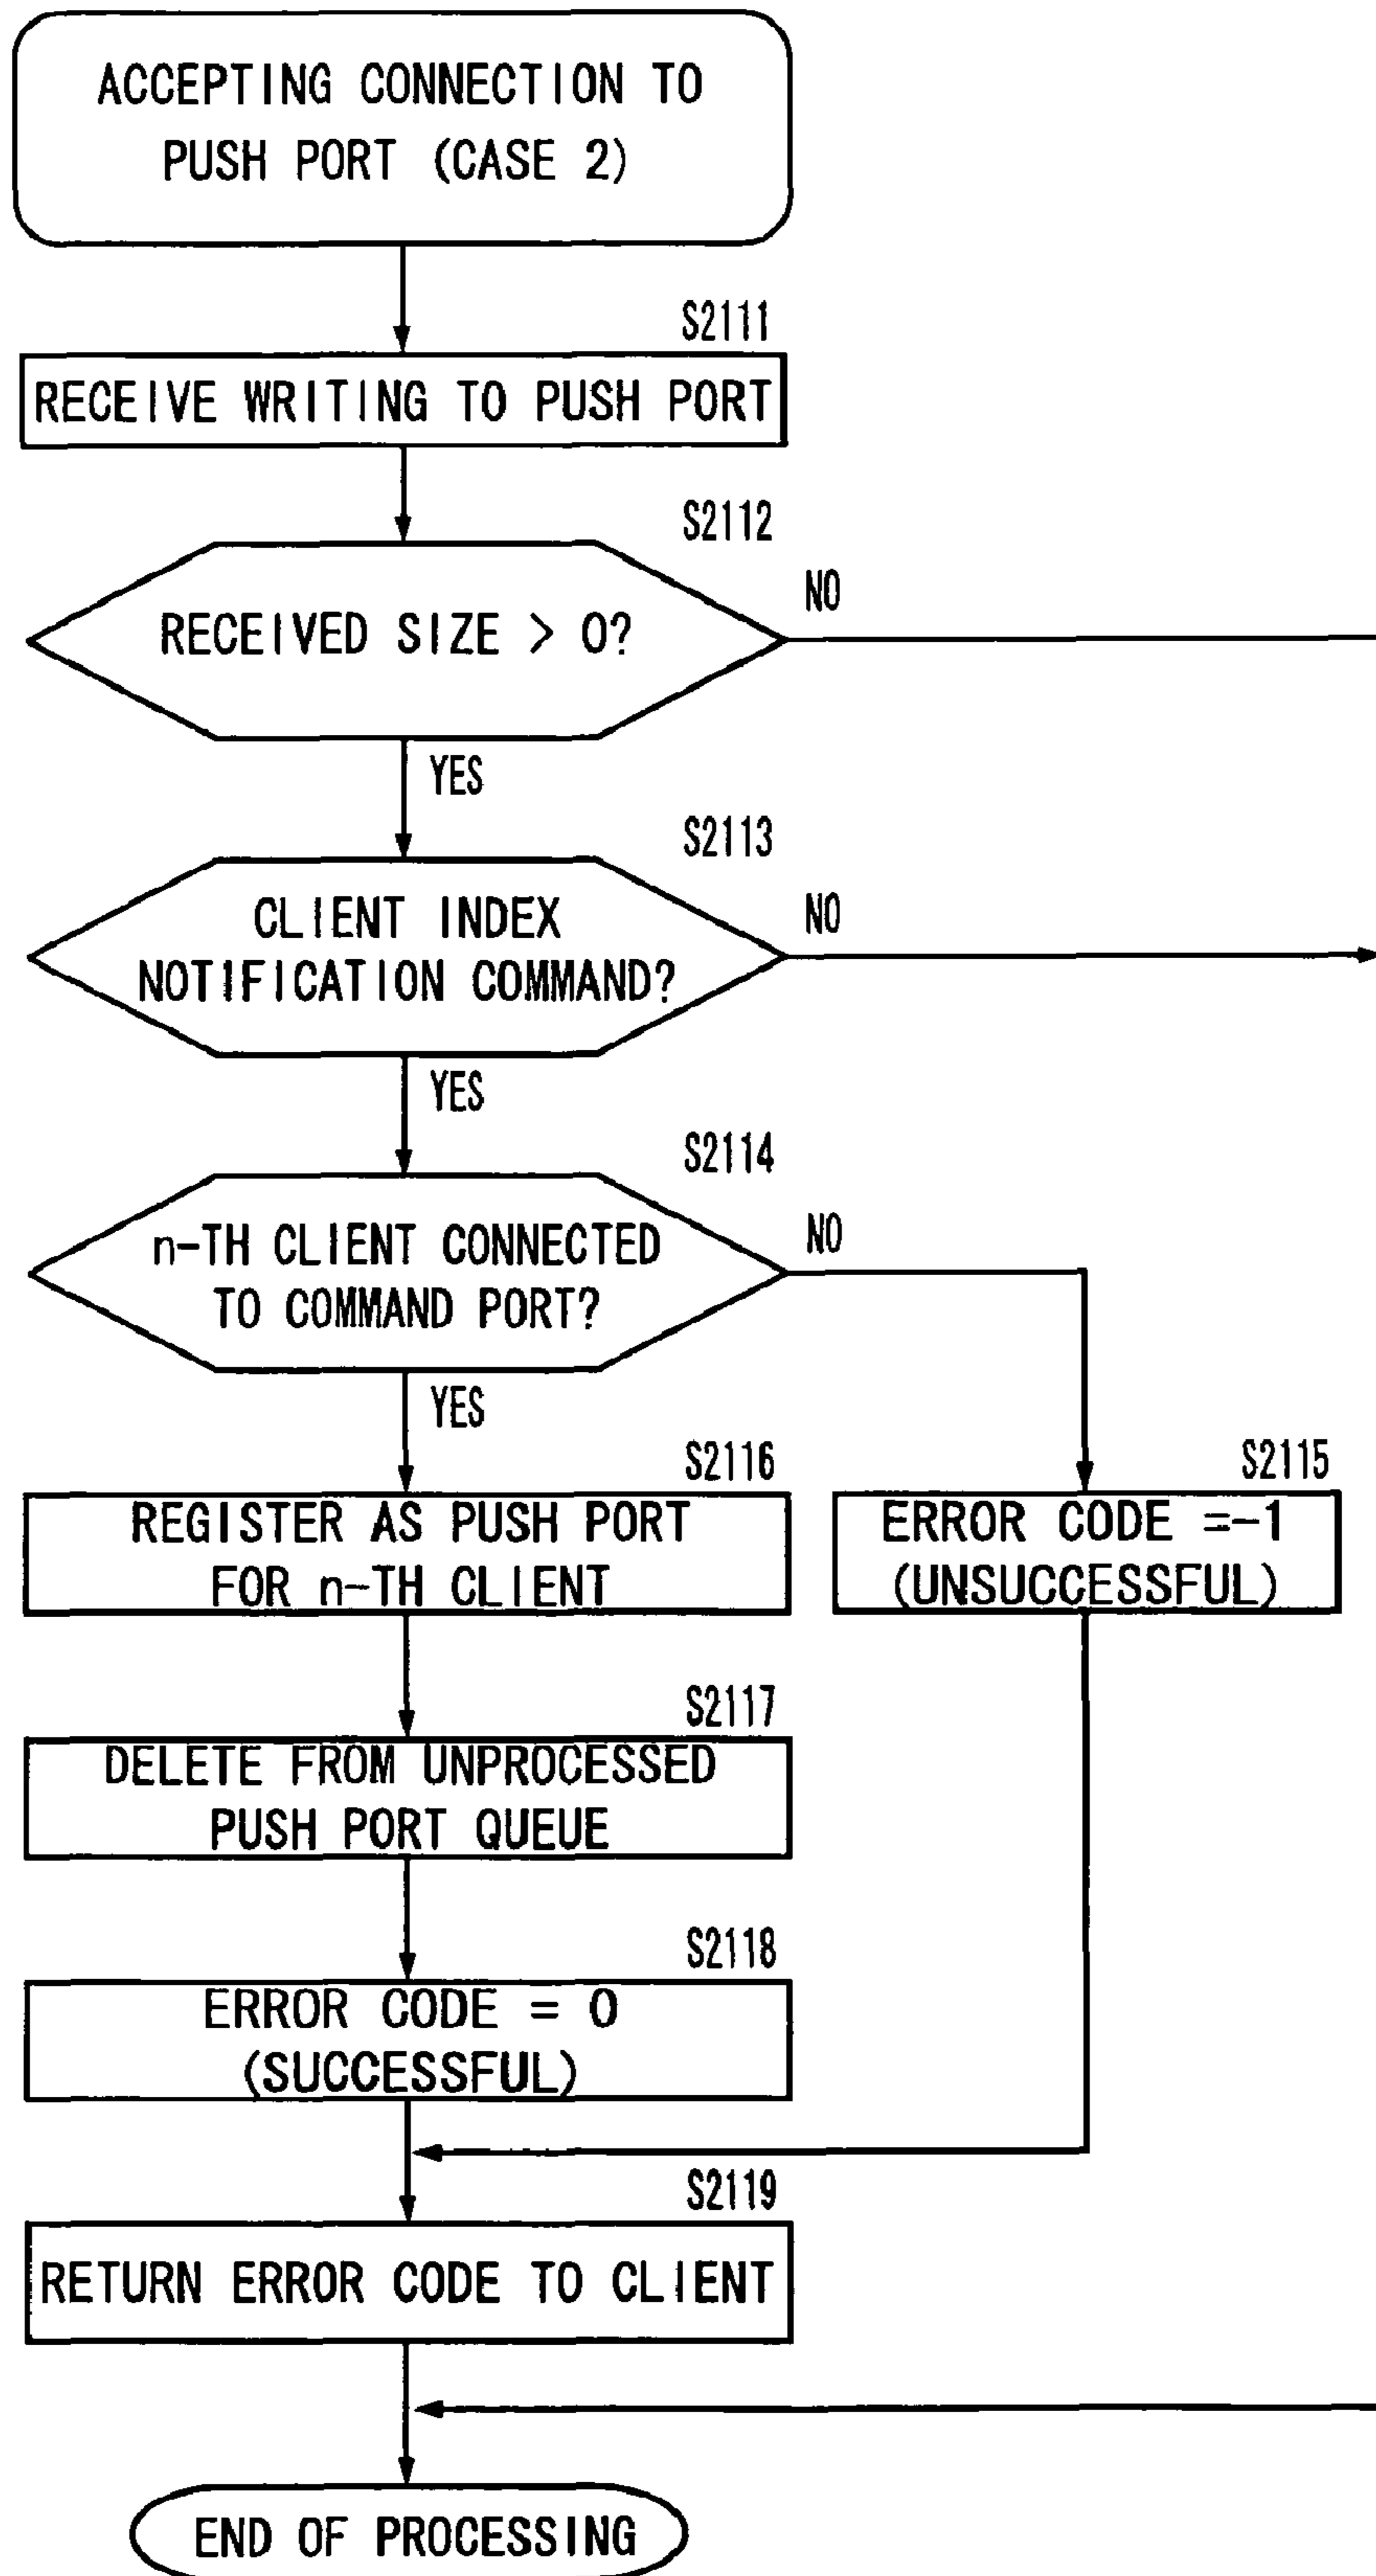 ACCEPTING CONNECTION TO
PUSH PORT (CASE 2)
S2111
RECEIVE WRITING TO PUSH PORT
S2112
RECEIVED SIZE > 0?
NO
YES
S2113
CLIENT INDEX
NOTIFICATION COMMAND?
NO
YES
S2114
n-TH CLIENT CONNECTED
TO COMMAND PORT?
NO
YES
S2116
REGISTER AS PUSH PORT
FOR n-TH CLIENT
S2115
ERROR CODE =-1
(UNSUCCESSFUL)
S2117
DELETE FROM UNPROCESSED
PUSH PORT QUEUE
S2118
ERROR CODE = 0
(SUCCESSFUL)
S2119
RETURN ERROR CODE TO CLIENT
END OF PROCESSING